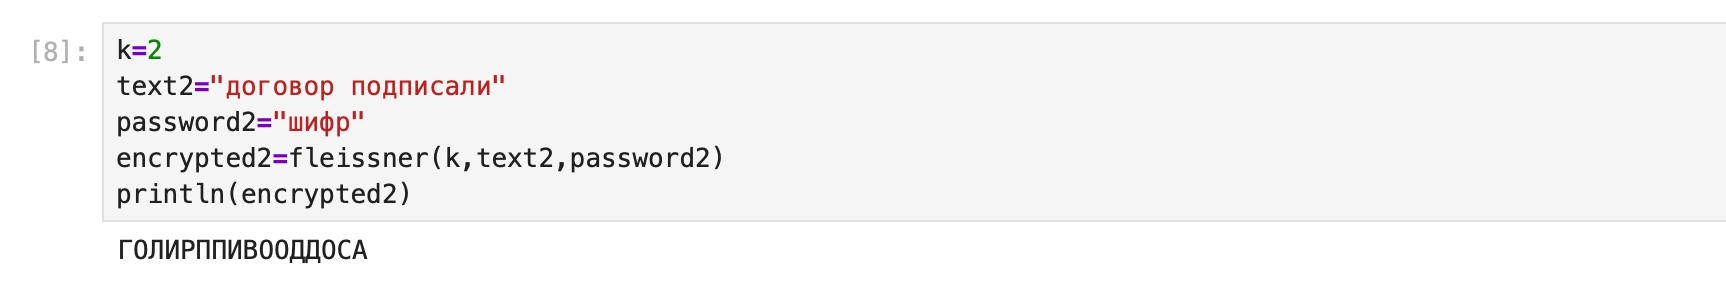 [8]:
k=2
text2="договор подписали"
password2="шифр"
encrypted2=fleissner(k,text2,password2)
println(encrypted2)
ГОЛИРППИВООДДОСА